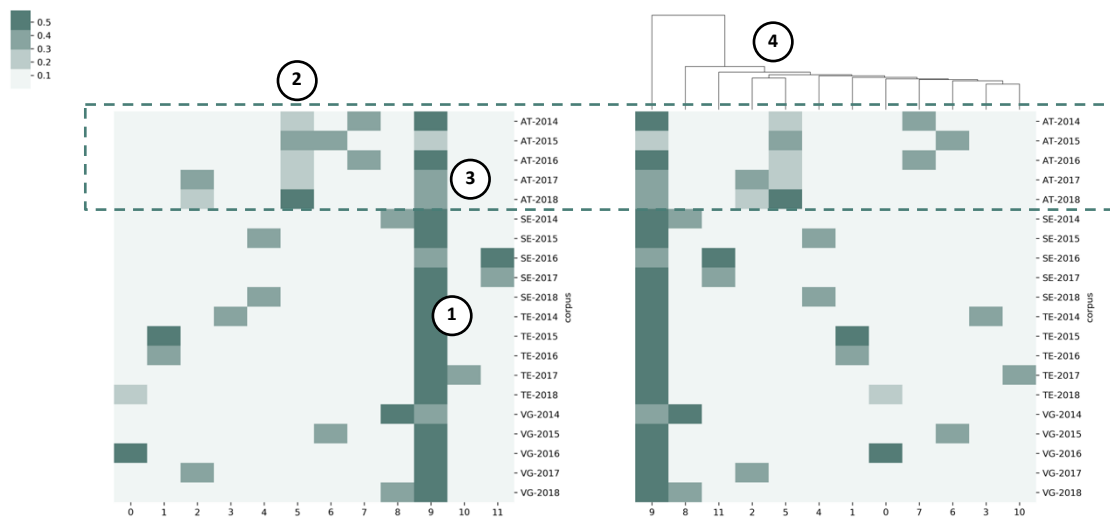 0.5
0.4
0.3
0.2
0.1
2
4
3
1
AT-2014
AT-2015
AT-2016
AT-2017
AT-2018
SE-2014
SE-2015
SE-2016
SE-2017
SE-2018
TE-2014
TE-2015
TE-2016
TE-2017
TE-2018
VG-2014
VG-2015
VG-2016
VG-2017
VG-2018
corpus
0 1 2 3 4 5 6 7 8 9 10 11
AT-2014
AT-2015
AT-2016
AT-2017
AT-2018
SE-2014
SE-2015
SE-2016
SE-2017
SE-2018
TE-2014
TE-2015
TE-2016
TE-2017
TE-2018
VG-2014
VG-2015
VG-2016
VG-2017
VG-2018
corpus
9 8 11 2 5 4 1 0 7 6 3 10